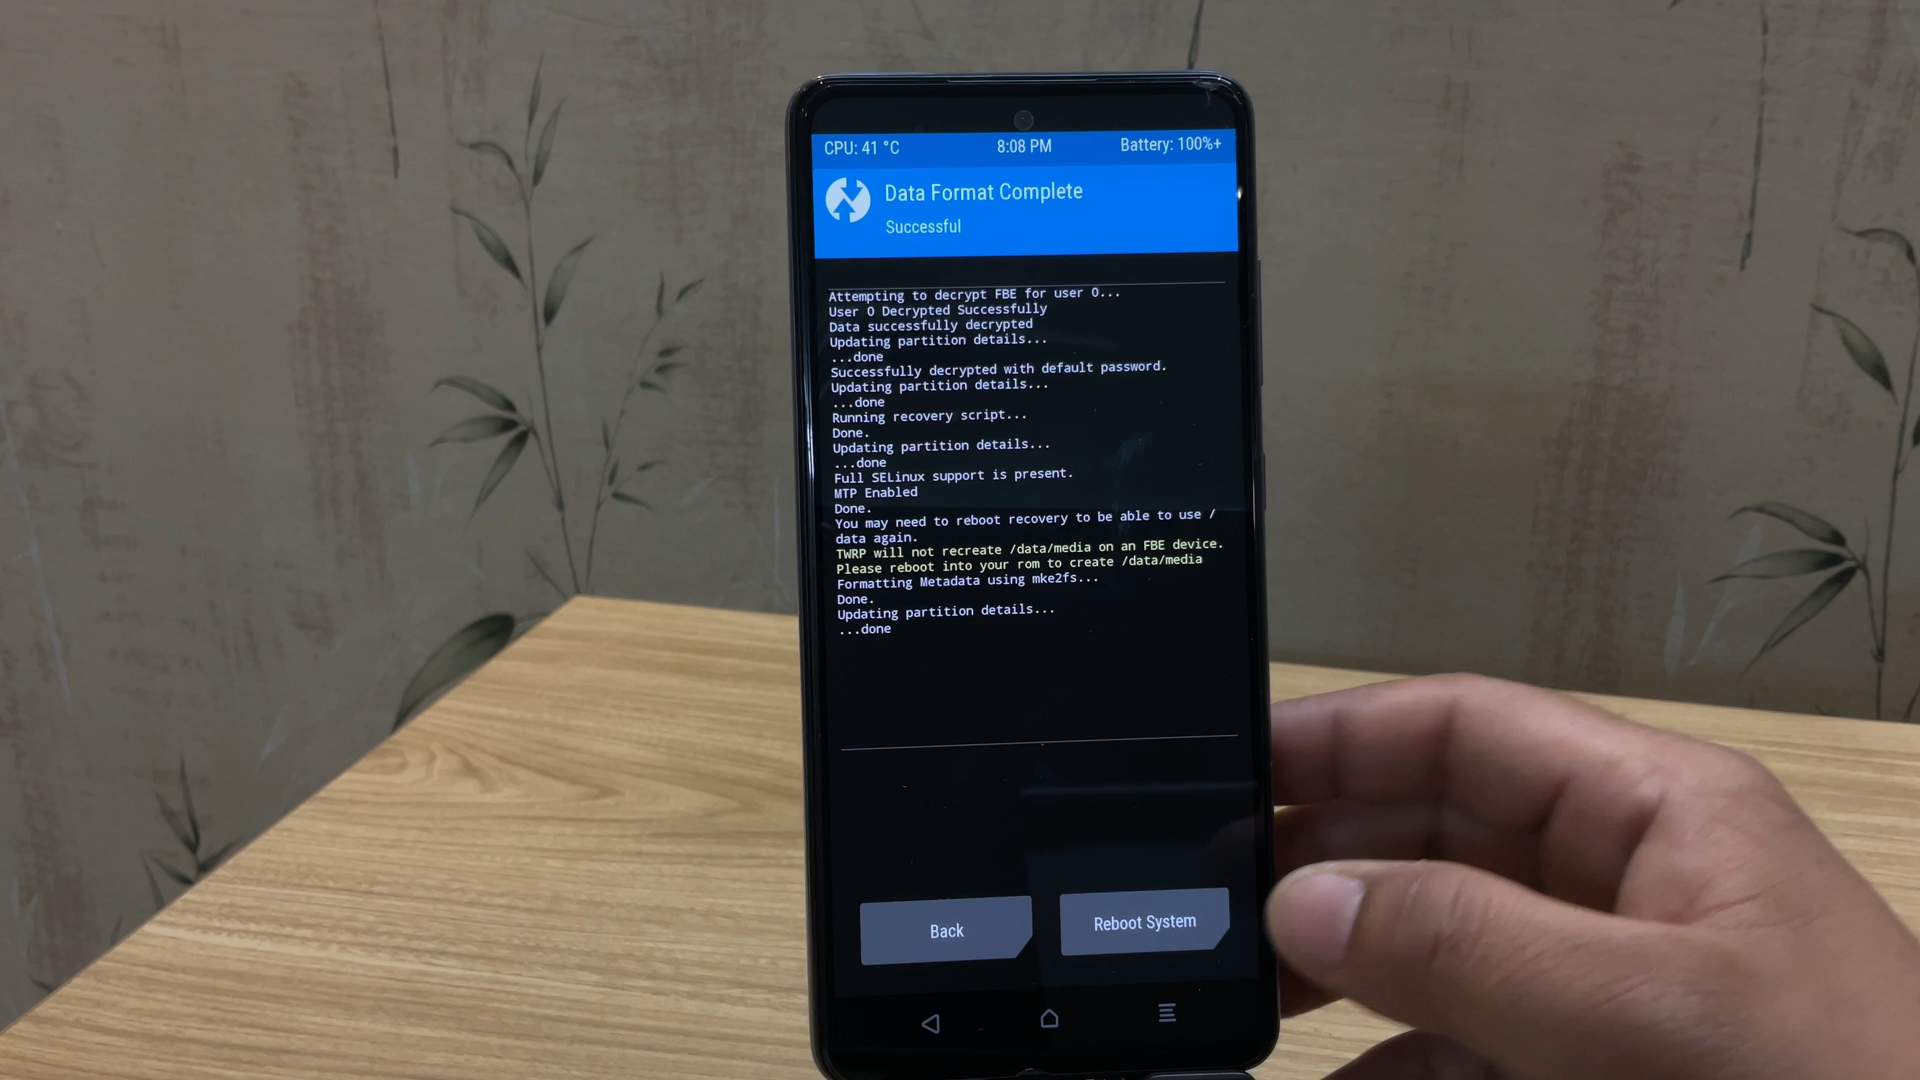 CPU: 41 °C 8:08 PM Battery: 100%+
Data Format Complete
Successful
Attempting to decrypt FBE for user 0...
User 0 Decrypted Successfully
Data successfully decrypted
Updating partition details...
...done
Successfully decrypted with default password.
Updating partition details...
...done
Running recovery script...
Done.
Updating partition details...
...done
Full SELinux support is present.
MTP Enabled
Done.
You may need to reboot recovery to be able to use /
data again.
TWRP will not recreate /data/media on an FBE device.
Please reboot into your rom to create /data/media
Formatting Metadata using mke2fs...
Done.
Updating partition details...
...done
Back Reboot System